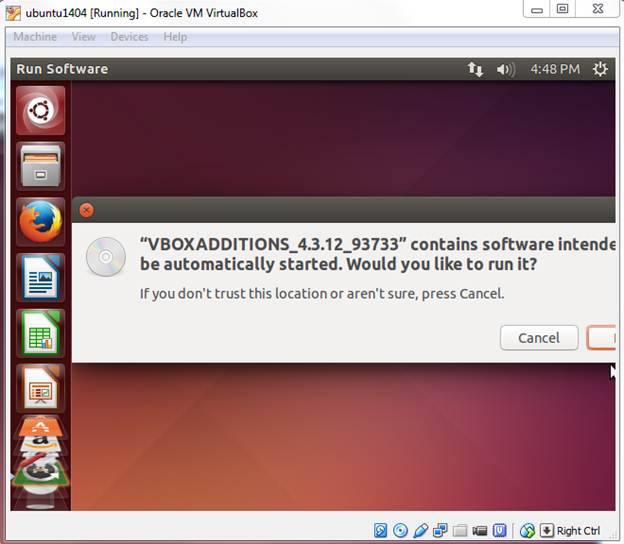 ubuntu1404 [Running] - Oracle VM VirtualBox
Machine View Devices Help
Run Software 4:48 PM
“VBOXADDITIONS_4.3.12_93733” contains software intende
be automatically started. Would you like to run it?
If you don't trust this location or aren't sure, press Cancel.
Cancel
Right Ctrl